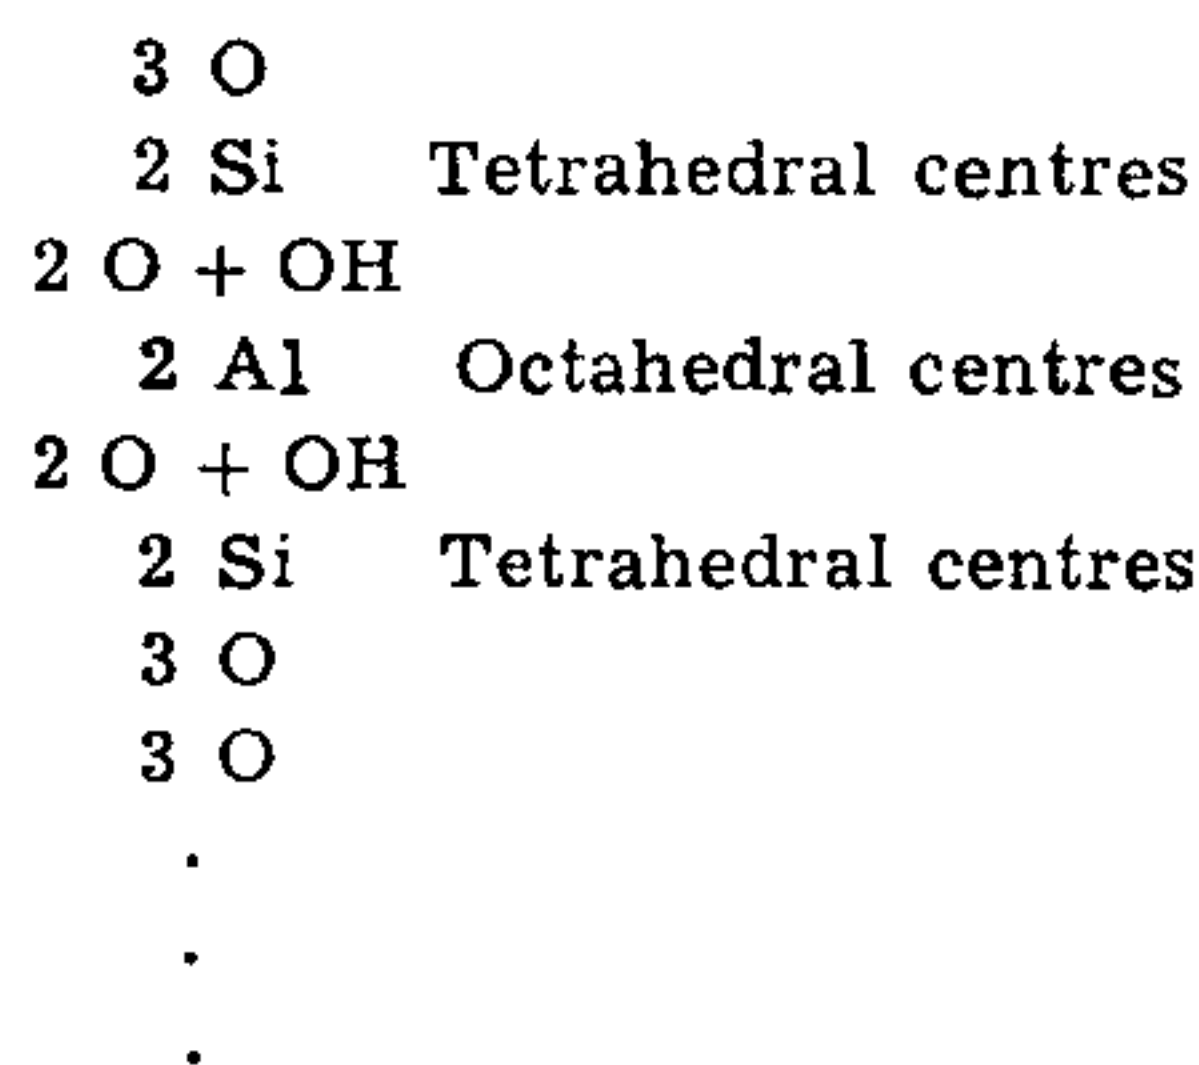 3 O
2 Si Tetrahedral centres
2 O + OH
2 Al Octahedral centres
2 O + OH
2 Si Tetrahedral centres
3 O
3 O
.
.
.